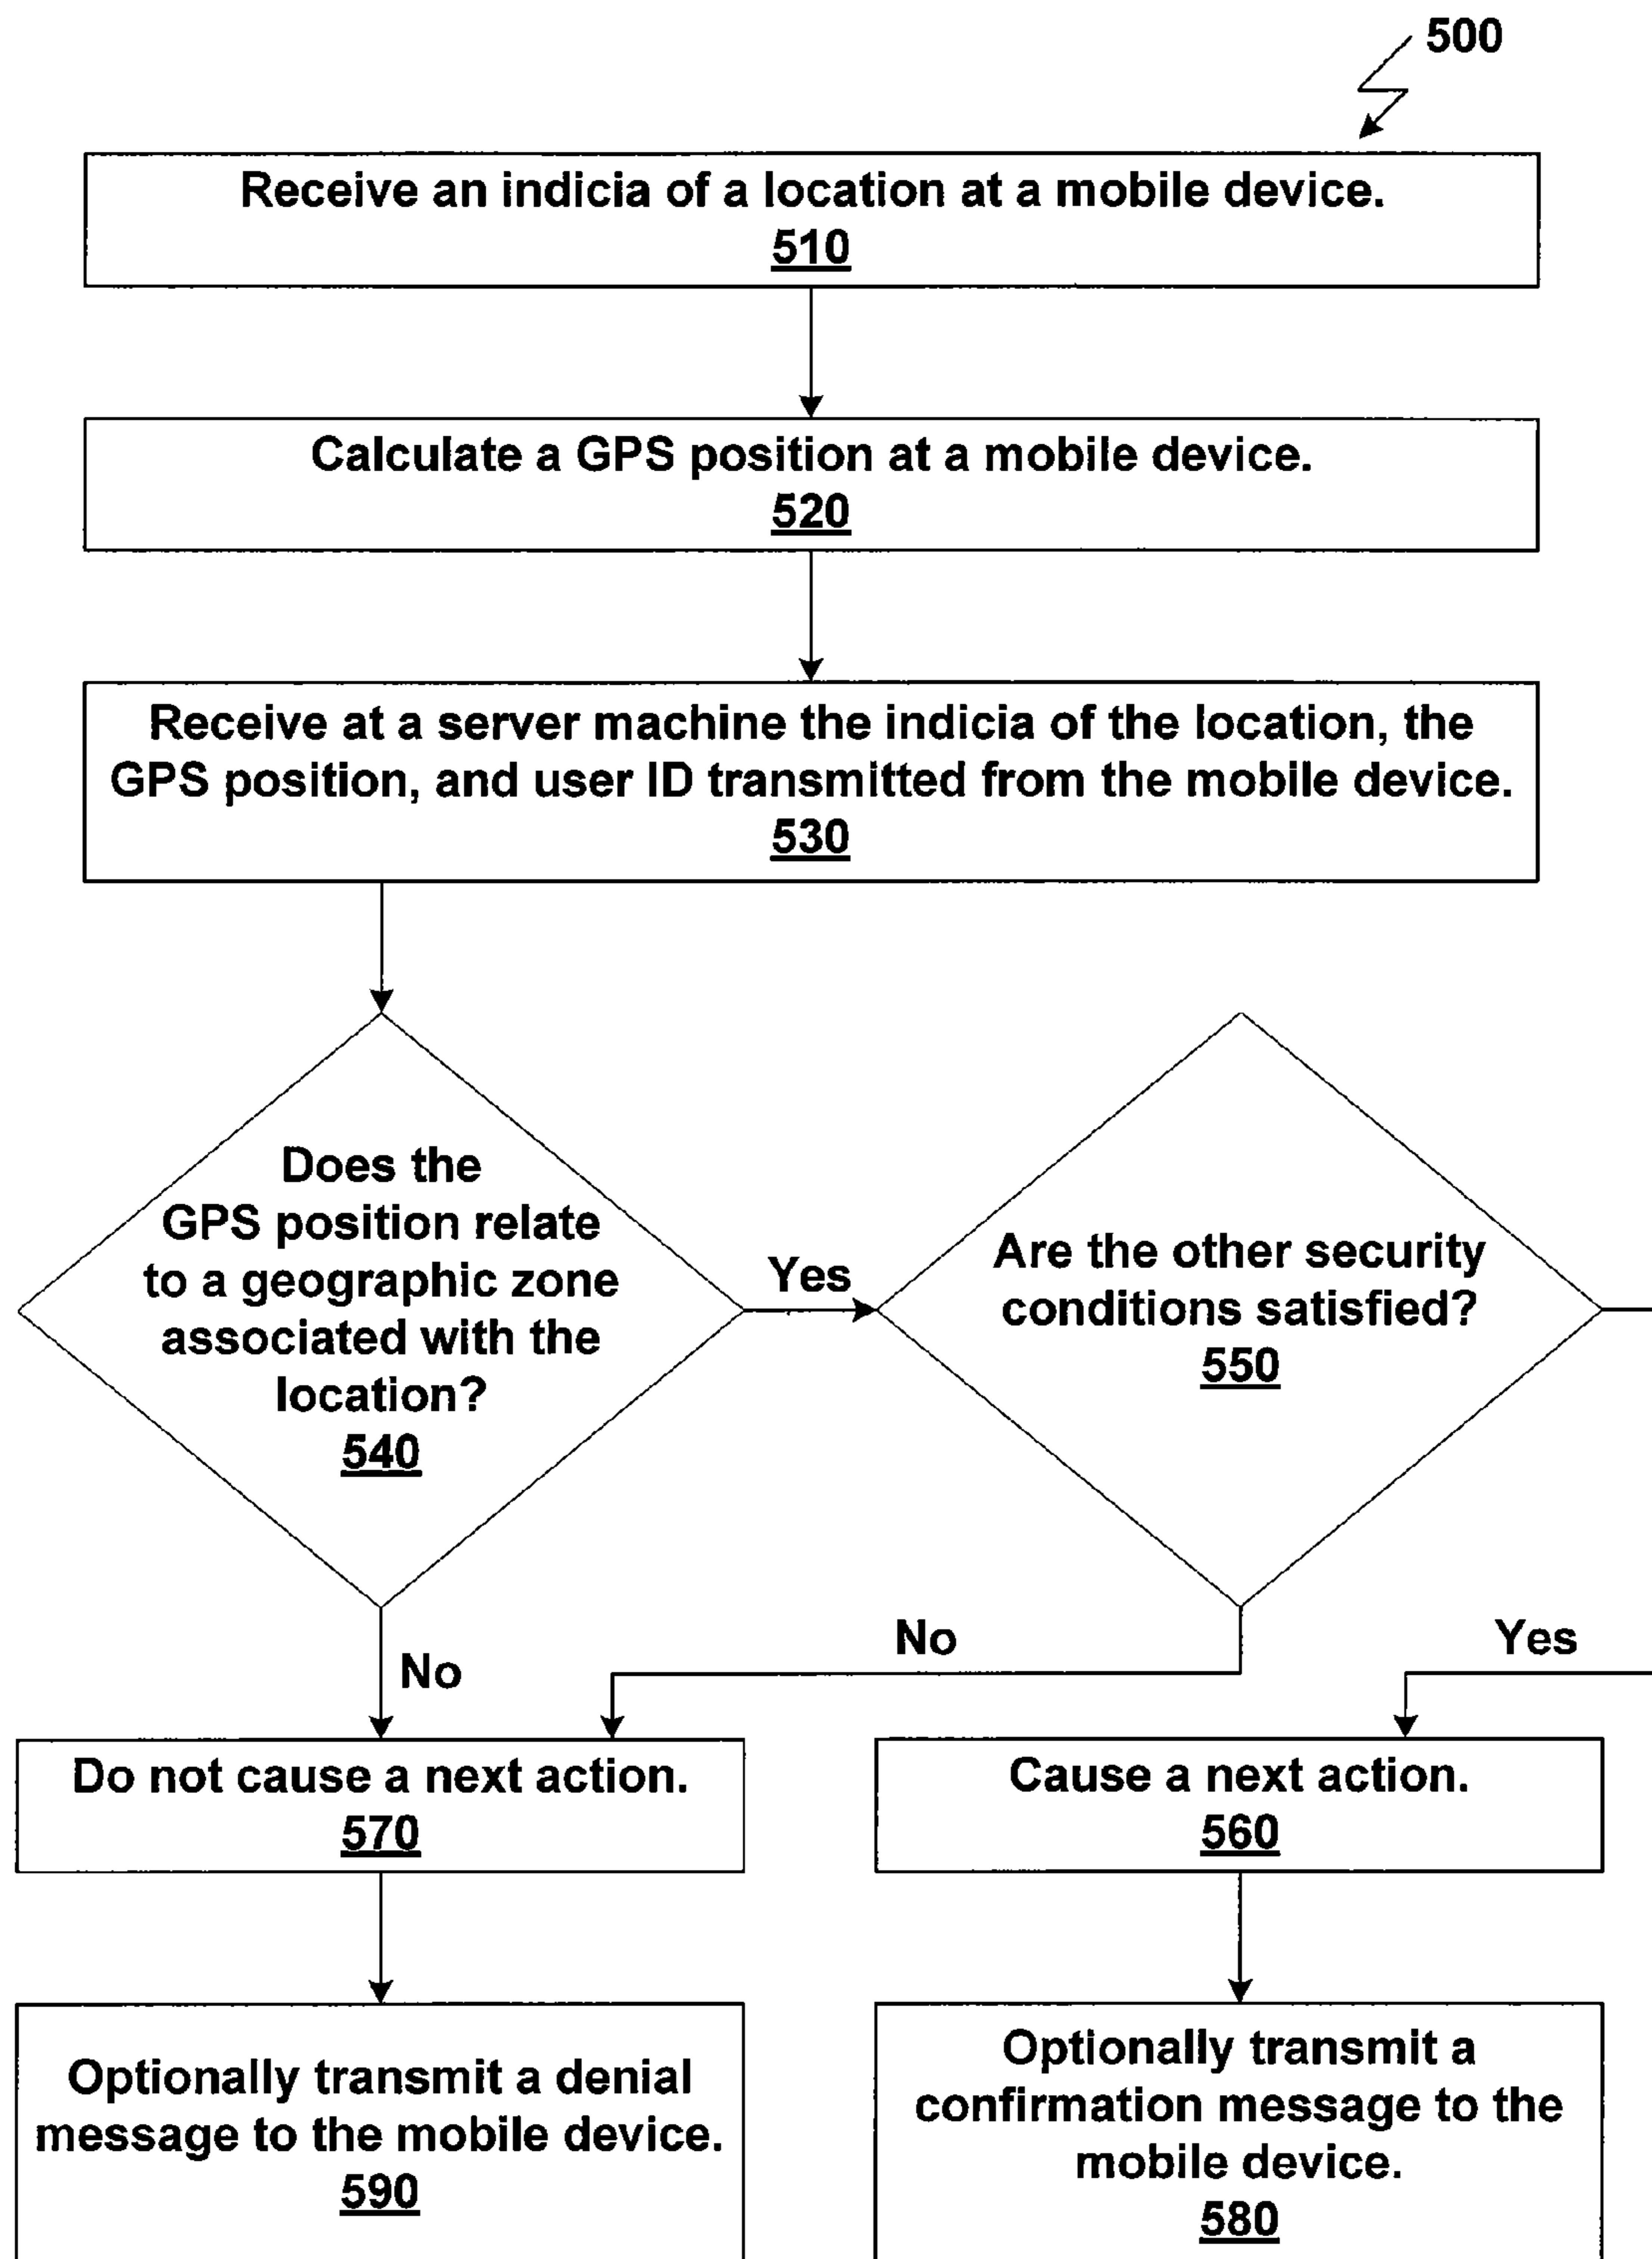 500
Receive an indicia of a location at a mobile device.
510
Calculate a GPS position at a mobile device.
520
Receive at a server machine the indicia of the location, the
GPS position, and user ID transmitted from the mobile device.
530
Does the
GPS position relate
to a geographic zone
associated with the
location?
540
Yes
Are the other security
conditions satisfied?
550
No
No
Yes
Do not cause a next action.
570
Cause a next action.
560
Optionally transmit a denial
message to the mobile device.
590
Optionally transmit a
confirmation message to the
mobile device.
580